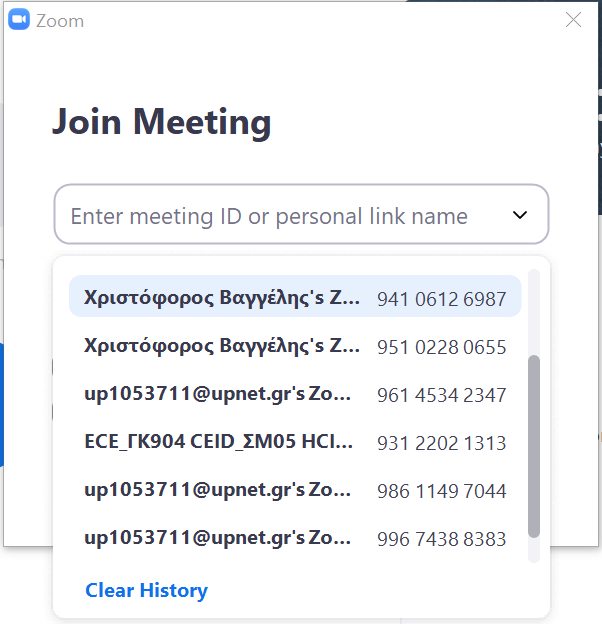 Zoom
Join Meeting
Enter meeting ID or personal link name
Χριστόφορος Βαγγέλης's Z... 941 0612 6987
Χριστόφορος Βαγγέλης's Z... 951 0228 0655
up1053711@upnet.gr's Zo... 961 4534 2347
ECE_ΓΚ904 CEID_ΣΜ05 HCI... 931 2202 1313
up1053711@upnet.gr's Zo... 986 1149 7044
up1053711@upnet.gr's Zo... 996 7438 8383
Clear History